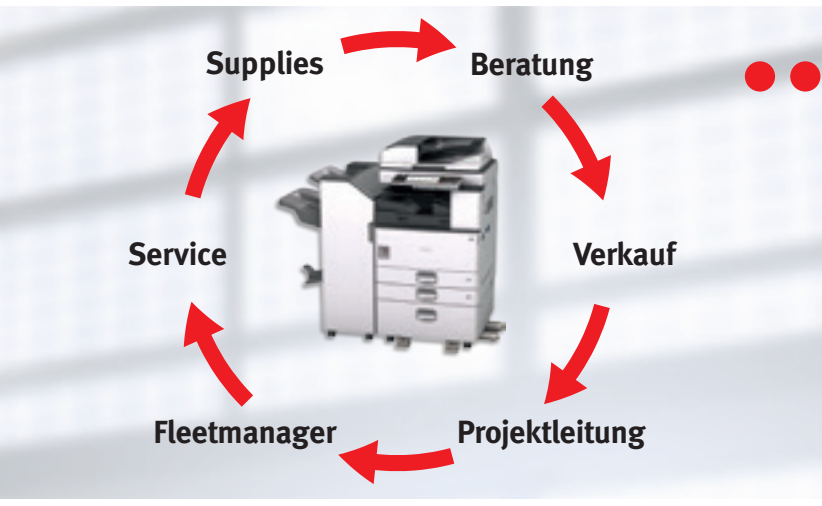 Supplies
Beratung
Service
Verkauf
Fleetmanager
Projektleitung